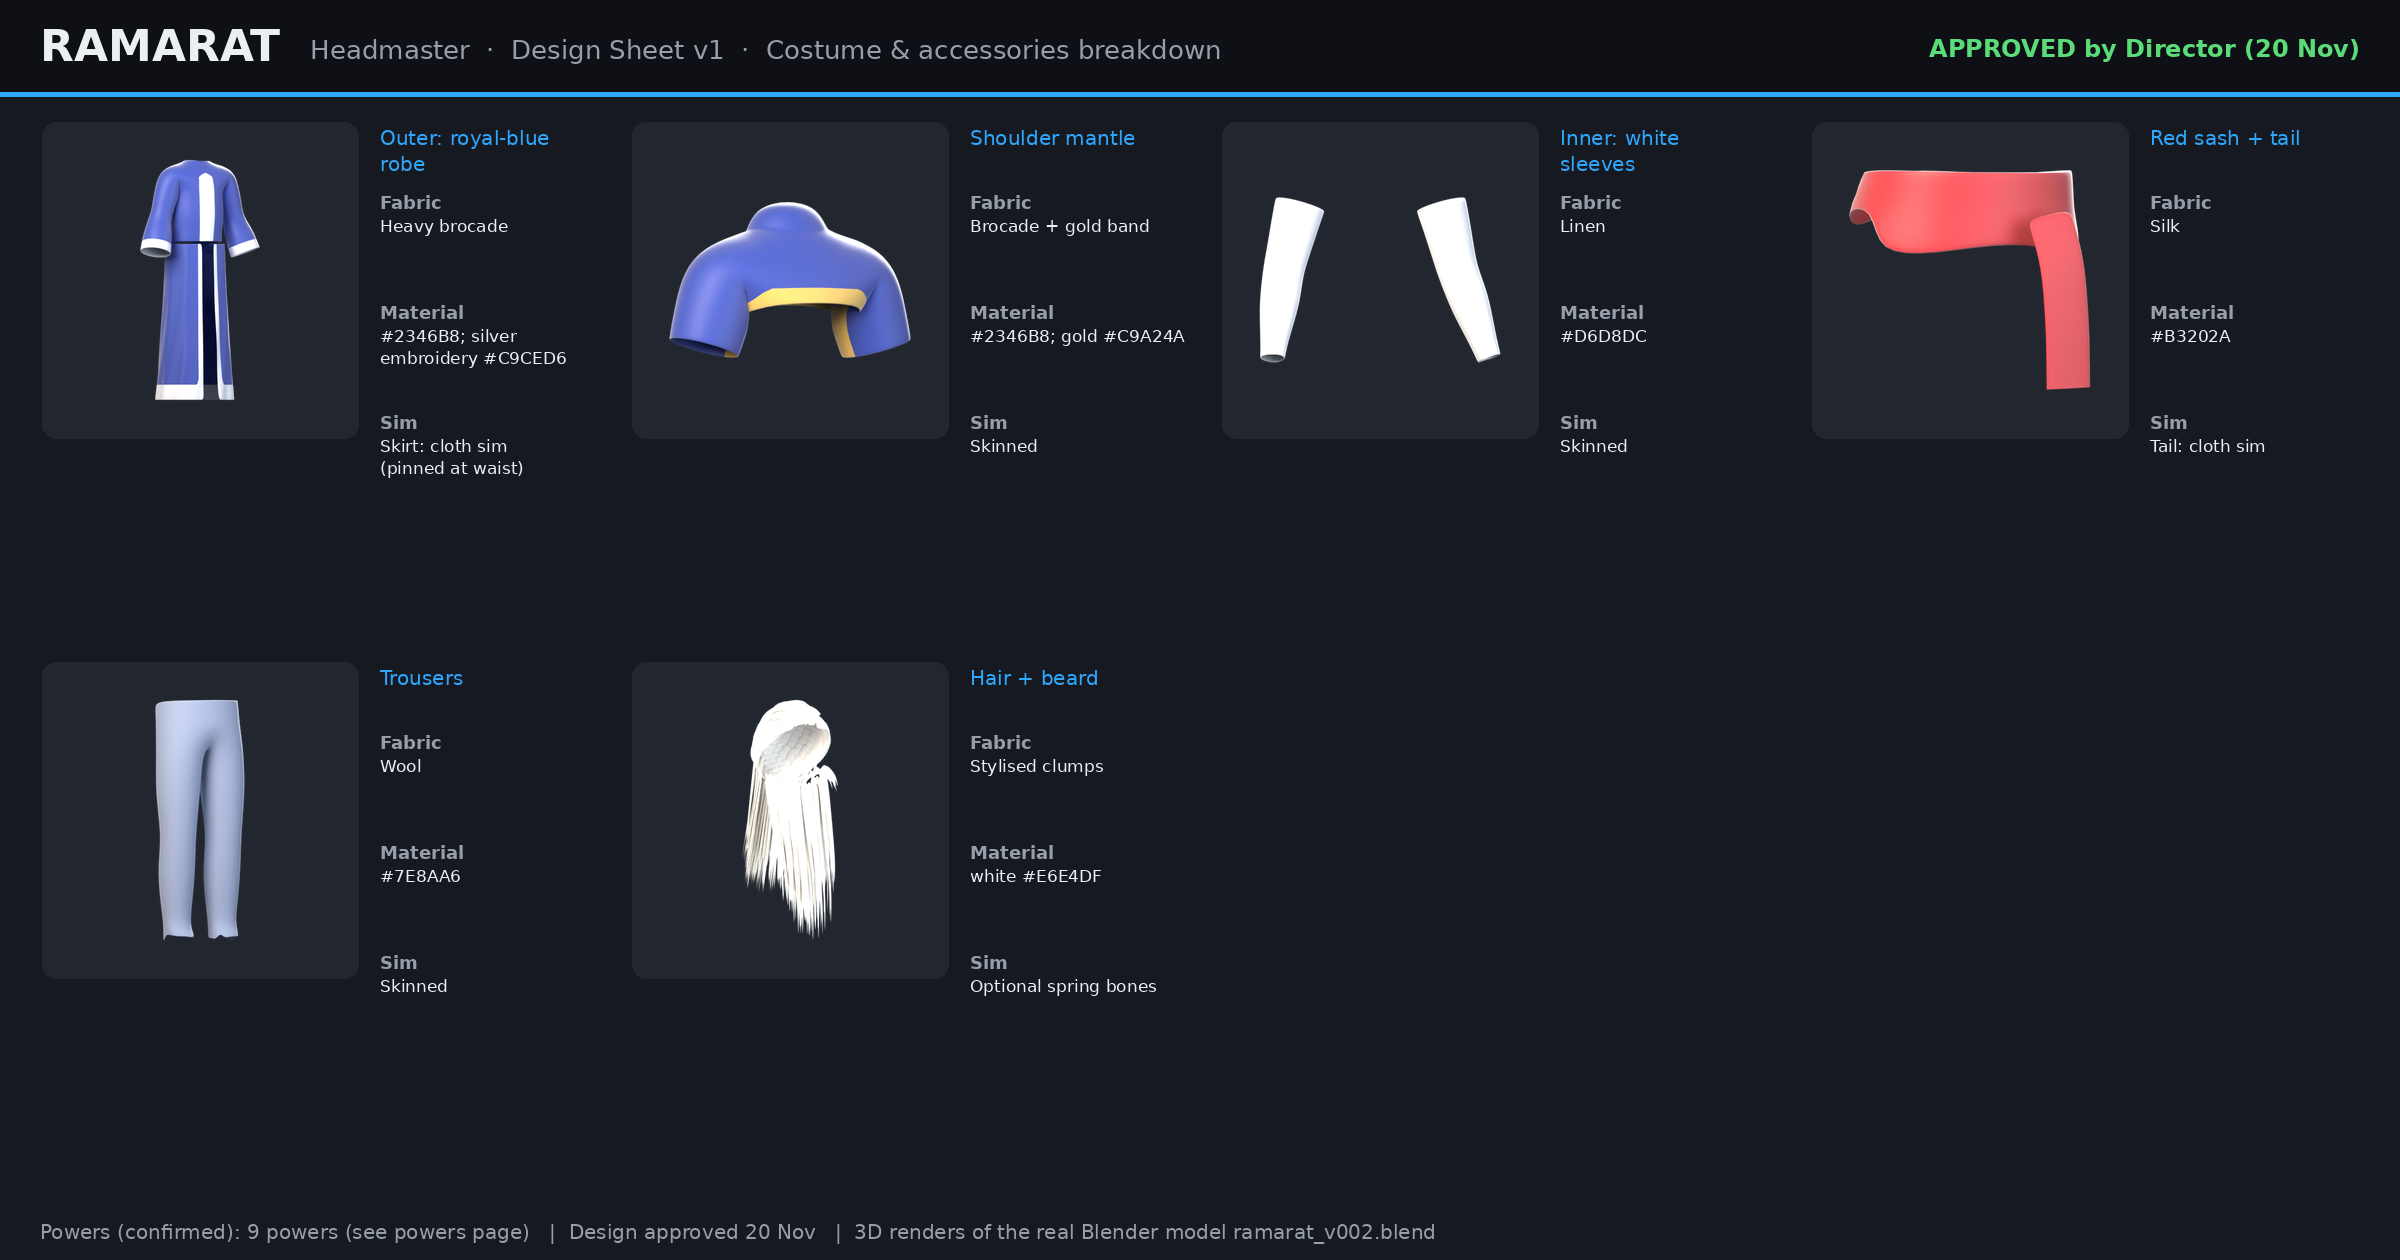 RAMARAT Headmaster · Design Sheet v1 · Costume & accessories breakdown
APPROVED by Director (20 Nov)
Outer: royal-blue
robe
Fabric
Heavy brocade
Material
#2346B8; silver
embroidery #C9CED6
Sim
Skirt: cloth sim
(pinned at waist)
Shoulder mantle
Fabric
Brocade + gold band
Material
#2346B8; gold #C9A24A
Sim
Skinned
Inner: white
sleeves
Fabric
Linen
Material
#D6D8DC
Sim
Skinned
Red sash + tail
Fabric
Silk
Material
#B3202A
Sim
Tail: cloth sim
Trousers
Fabric
Wool
Material
#7E8AA6
Sim
Skinned
Hair + beard
Fabric
Stylised clumps
Material
white #E6E4DF
Sim
Optional spring bones
Powers (confirmed): 9 powers (see powers page) | Design approved 20 Nov | 3D renders of the real Blender model ramarat_v002.blend